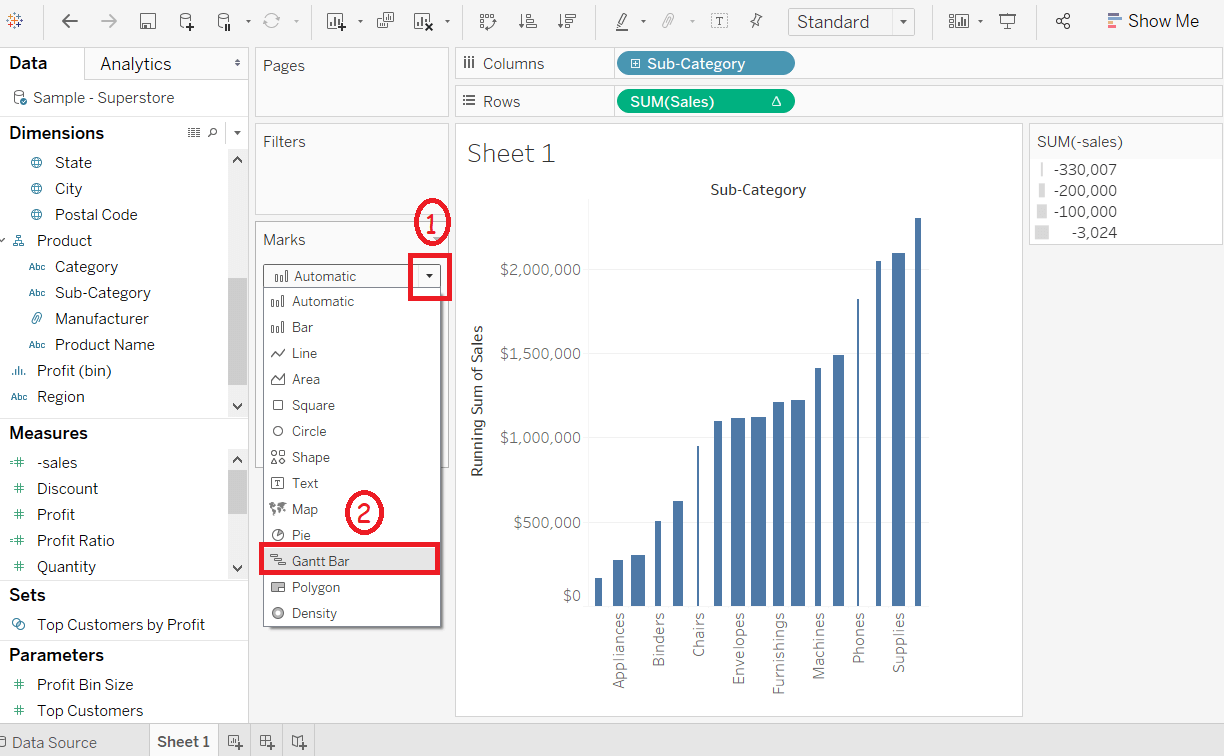 Standard
Show Me
Data
Analytics
Sample - Superstore
Dimensions
State
City
Postal Code
Product
Abc Category
Abc Sub-Category
Manufacturer
Abc Product Name
Profit (bin)
Abc Region
Measures
-sales
Discount
Profit
Profit Ratio
Quantity
Sets
Top Customers by Profit
Parameters
Profit Bin Size
Top Customers
Pages
Filters
Marks
1
Automatic
Automatic
Bar
Line
Area
Square
Circle
Shape
Text
Map
2
Pie
Gantt Bar
Polygon
Density
Columns
Sub-Category
Rows
SUM(Sales) Δ
Sheet 1
Sub-Category
Running Sum of Sales
$2,000,000
$1,500,000
$1,000,000
$500,000
$0
Appliances
Binders
Chairs
Envelopes
Furnishings
Machines
Phones
Supplies
SUM(-sales)
-330,007
-200,000
-100,000
-3,024
Data Source
Sheet 1